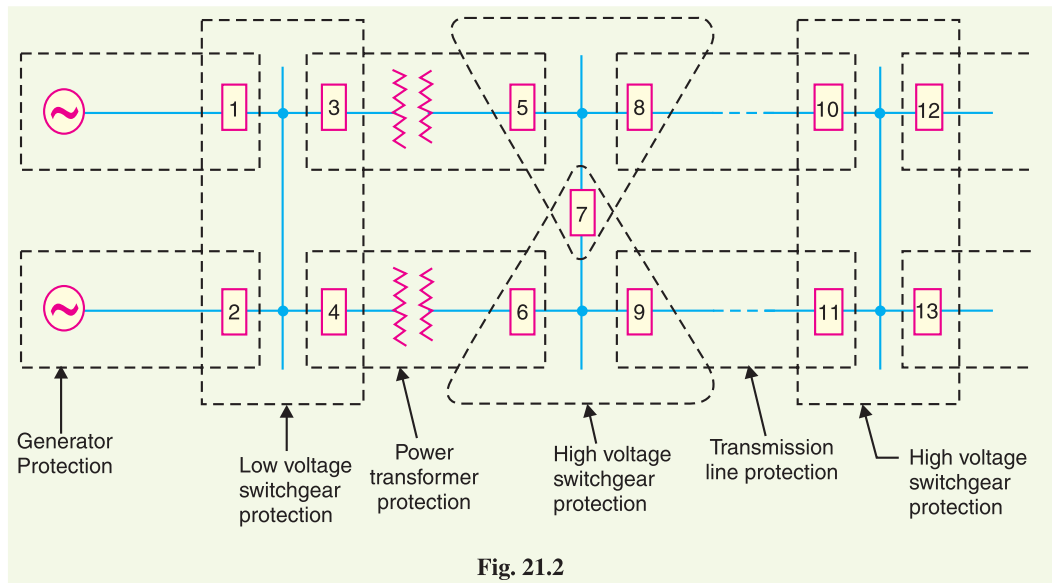 1
3
5
8
10
12
7
2
4
6
9
11
13
Generator
Protection
Low voltage
switchgear
protection
Power
transformer
protection
High voltage
switchgear
protection
Transmission
line protection
High voltage
switchgear
protection
Fig. 21.2